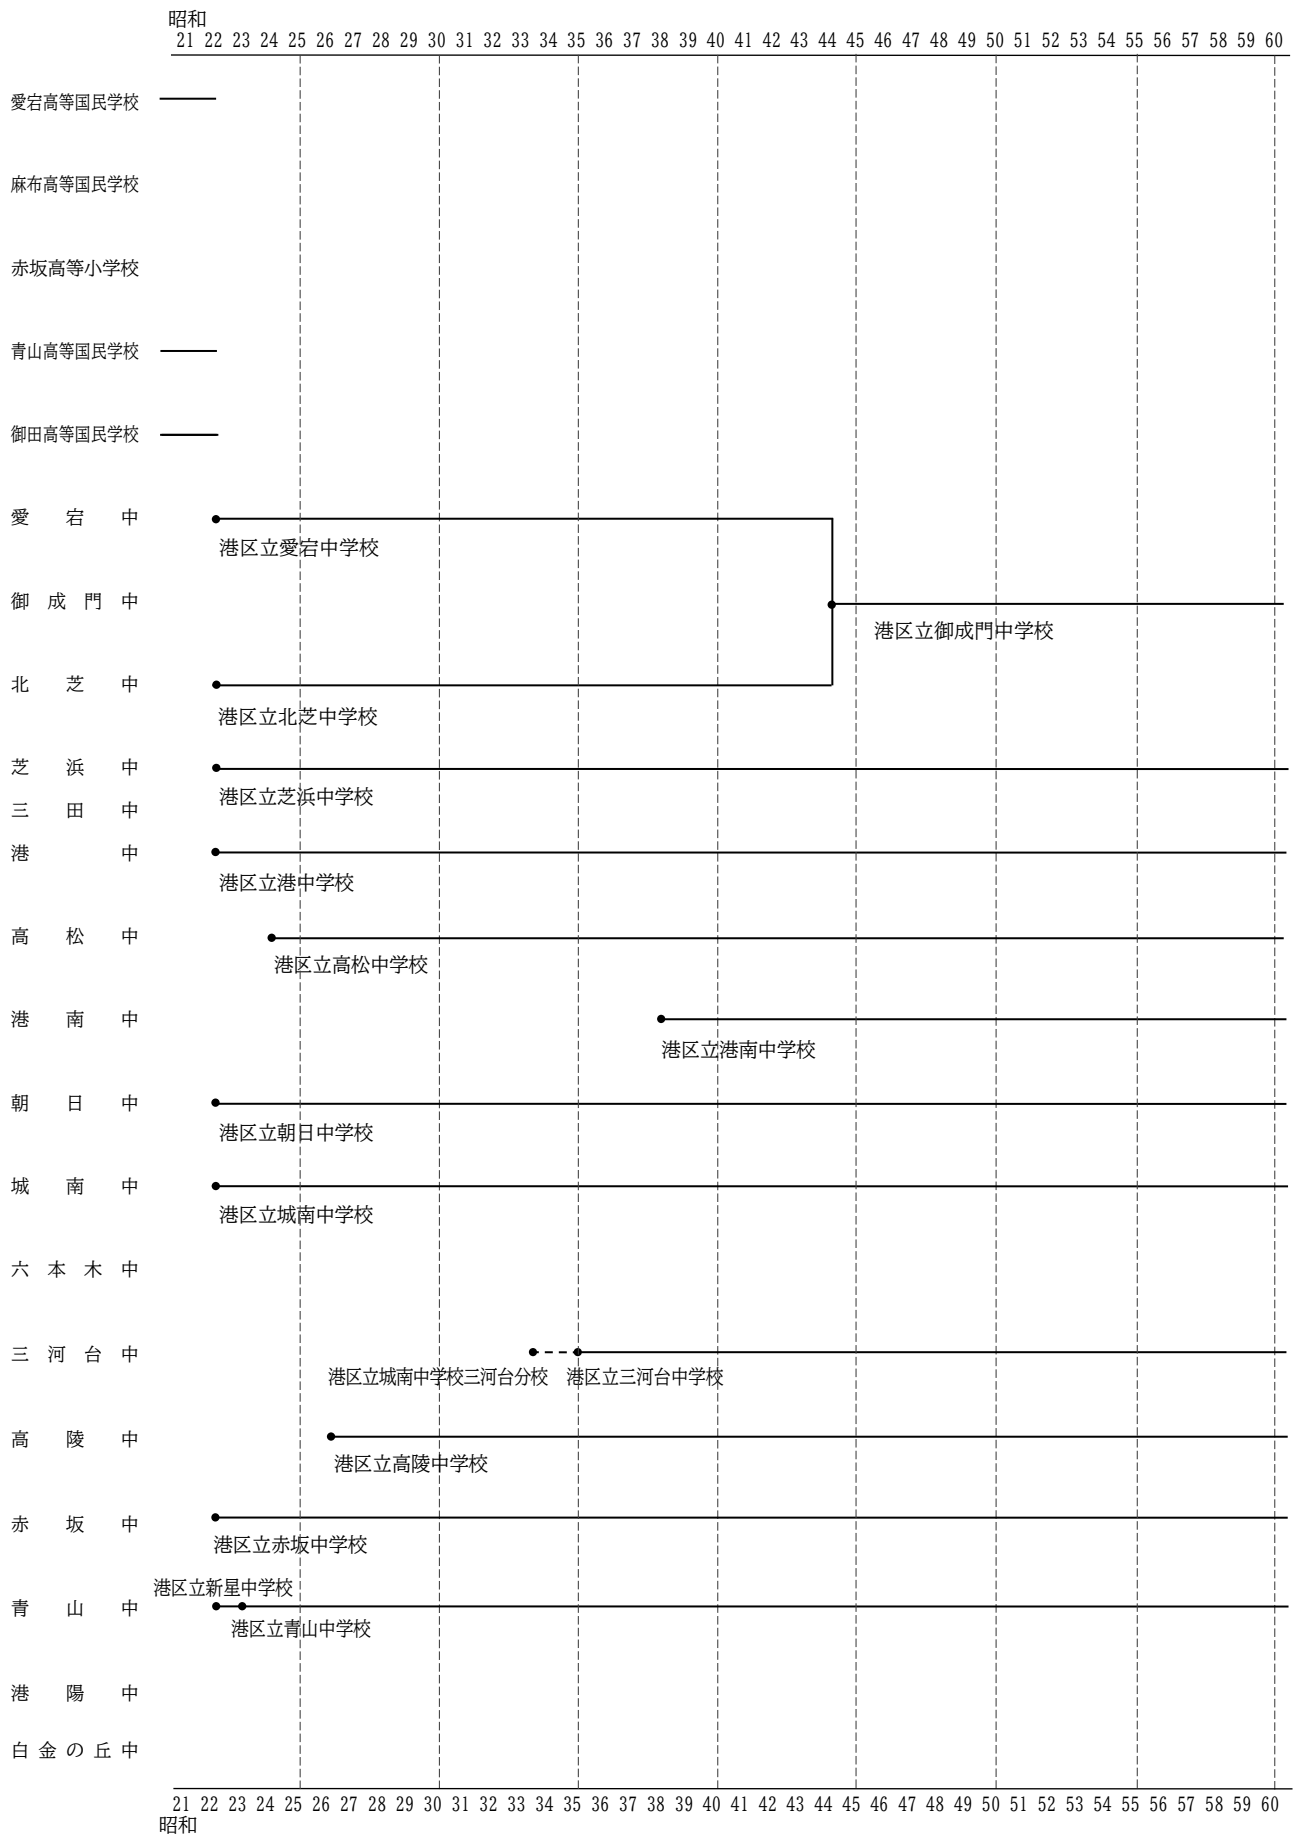 昭和
21 22 23 24 25 26 27 28 29 30 31 32 33 34 35 36 37 38 39 40 41 42 43 44 45 46 47 48 49 50 51 52 53 54 55 56 57 58 59 60
愛宕高等国民学校
麻布高等国民学校
赤坂高等小学校
青山高等国民学校
御田高等国民学校
愛宕中
港区立愛宕中学校
御成門中
港区立御成門中学校
北芝中
港区立北芝中学校
芝浜中
港区立芝浜中学校
三田中
港中
港区立港中学校
高松中
港区立高松中学校
港南中
港区立港南中学校
朝日中
港区立朝日中学校
城南中
港区立城南中学校
六本木中
三河台中
港区立城南中学校三河台分校 港区立三河台中学校
高陵中
港区立高陵中学校
赤坂中
港区立赤坂中学校
港区立新星中学校
青山中
港区立青山中学校
港陽中
白金の丘中
21 22 23 24 25 26 27 28 29 30 31 32 33 34 35 36 37 38 39 40 41 42 43 44 45 46 47 48 49 50 51 52 53 54 55 56 57 58 59 60
昭和